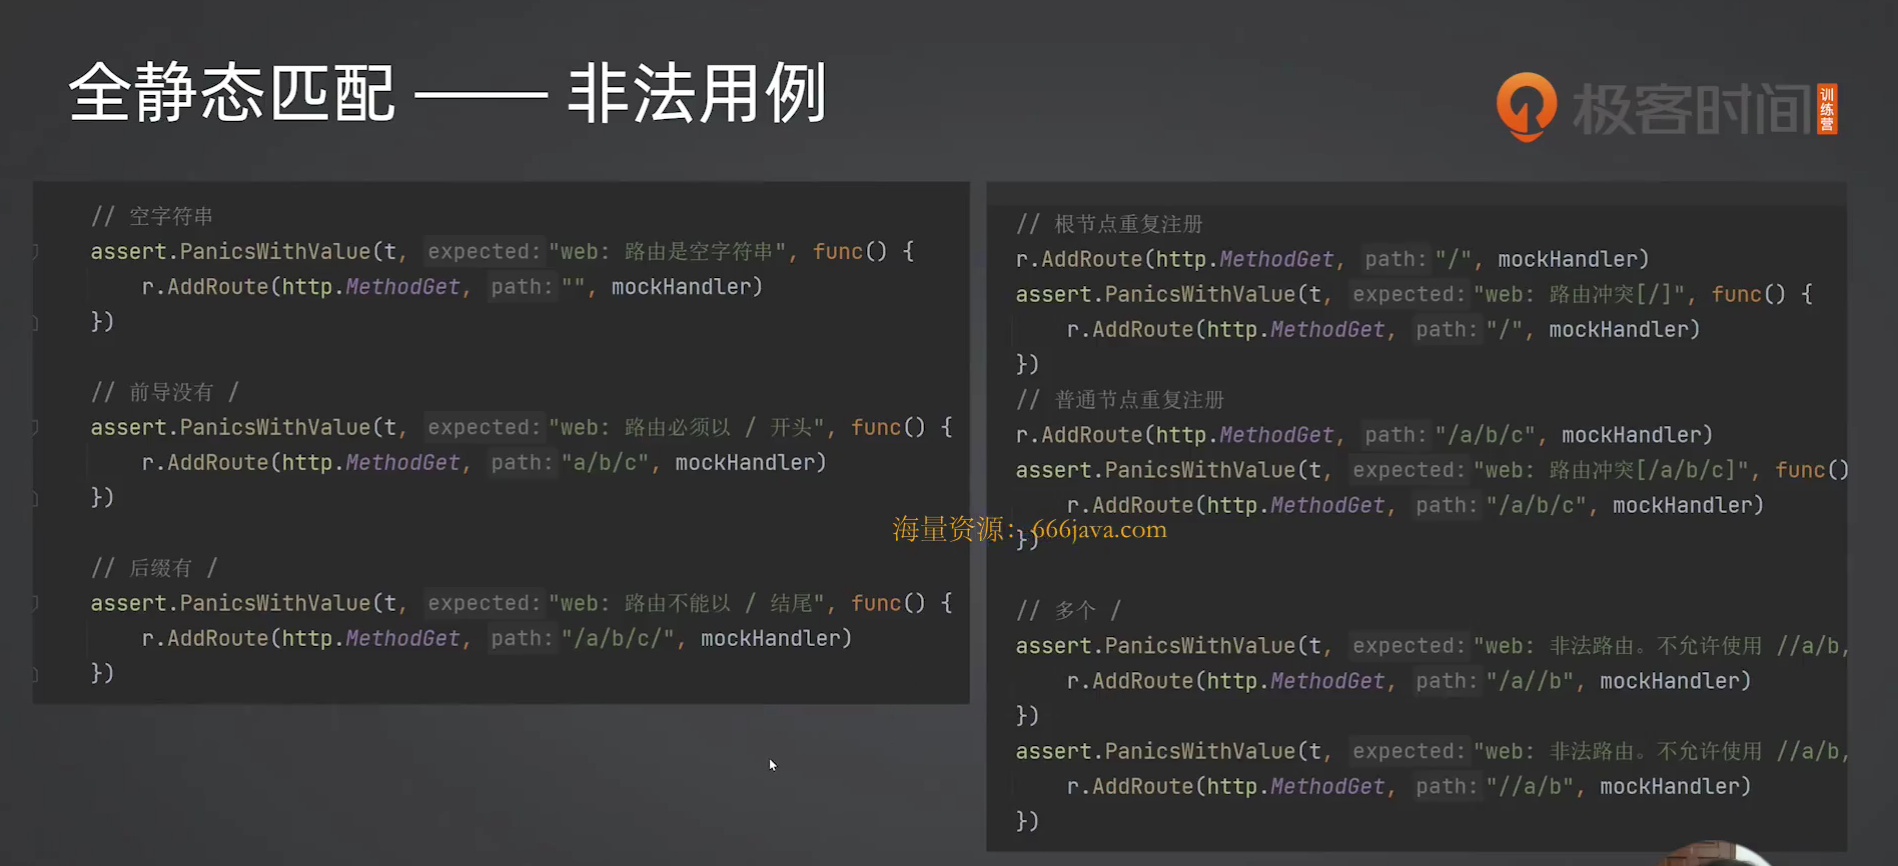 全静态匹配 —— 非法用例
极客时间
训练营
// 空字符串
assert.PanicsWithValue(t, expected: "web: 路由是空字符串", func() {
r.AddRoute(http.MethodGet, path: "", mockHandler)
})
// 前导没有 /
assert.PanicsWithValue(t, expected: "web: 路由必须以 / 开头", func() {
r.AddRoute(http.MethodGet, path: "a/b/c", mockHandler)
})
// 后缀有 /
assert.PanicsWithValue(t, expected: "web: 路由不能以 / 结尾", func() {
r.AddRoute(http.MethodGet, path: "/a/b/c/", mockHandler)
})
// 根节点重复注册
r.AddRoute(http.MethodGet, path: "/", mockHandler)
assert.PanicsWithValue(t, expected: "web: 路由冲突[/]", func() {
r.AddRoute(http.MethodGet, path: "/", mockHandler)
})
// 普通节点重复注册
r.AddRoute(http.MethodGet, path: "/a/b/c", mockHandler)
assert.PanicsWithValue(t, expected: "web: 路由冲突[/a/b/c]", func()
r.AddRoute(http.MethodGet, path: "/a/b/c", mockHandler)
})
海量资源：666java.com
// 多个 /
assert.PanicsWithValue(t, expected: "web: 非法路由。不允许使用 //a/b,
r.AddRoute(http.MethodGet, path: "/a//b", mockHandler)
})
assert.PanicsWithValue(t, expected: "web: 非法路由。不允许使用 //a/b,
r.AddRoute(http.MethodGet, path: "//a/b", mockHandler)
})